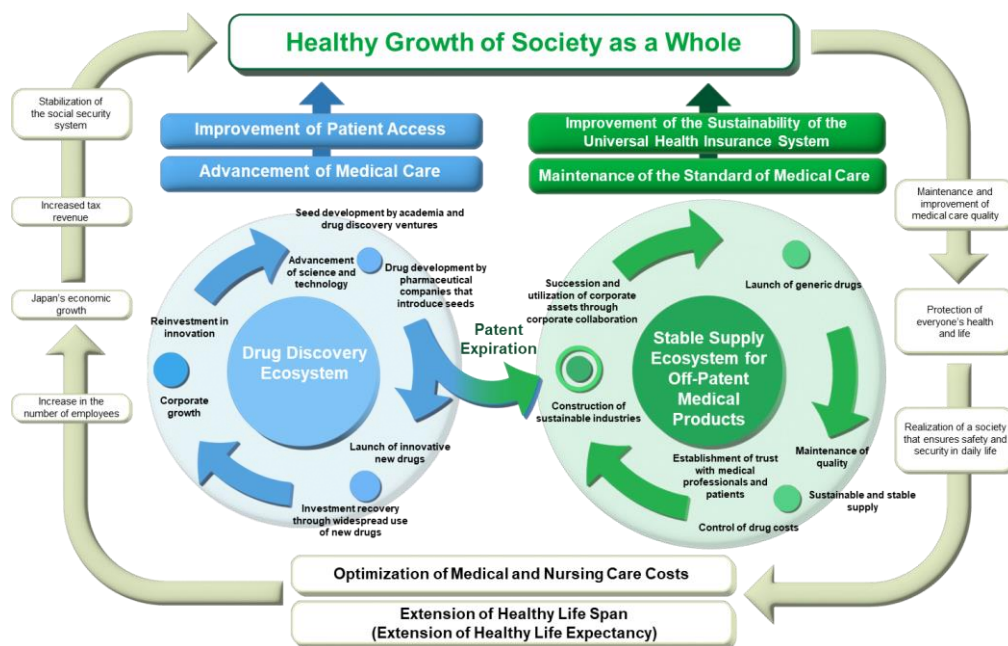 Healthy Growth of Society as a Whole
Stabilization of
the social security
system
Increased tax
revenue
Japan's economic
growth
Increase in the
number of employees
Improvement of Patient Access
Advancement of Medical Care
Improvement of the Sustainability of the
Universal Health Insurance System
Maintenance of the Standard of Medical Care
Maintenance and
improvement of
medical care quality
Protection of
everyone's health
and life
Realization of a society
that ensures safety and
security in daily life
Seed development by academia and
drug discovery ventures
Advancement
of science and
technology
Drug development by
pharmaceutical
companies that
introduce seeds
Reinvestment in
innovation
Drug Discovery
Ecosystem
Corporate
growth
Launch of innovative
new drugs
Investment recovery
through widespread use
of new drugs
Patent
Expiration
Succession and
utilization of corporate
assets through
corporate collaboration
Launch of generic drugs
Stable Supply
Ecosystem for
Off-Patent
Medical
Products
Construction of
sustainable industries
Establishment of trust
with medical
professionals and
patients
Maintenance of
quality
Sustainable and stable
supply
Control of drug costs
Optimization of Medical and Nursing Care Costs
Extension of Healthy Life Span
(Extension of Healthy Life Expectancy)